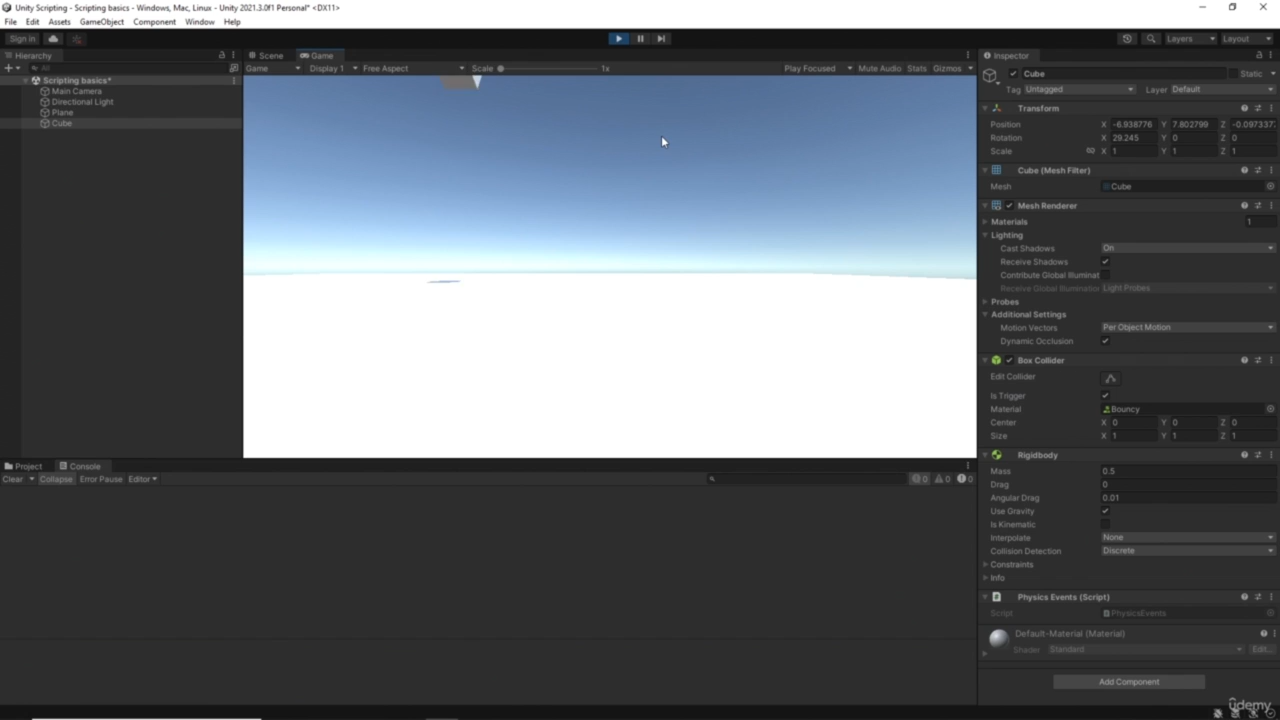 Unity Scripting - Scripting basics - Windows, Mac, Linux - Unity 2021.3.0f1 Personal* <DX11>
File Edit Assets GameObject Component Window Help
Sign in Layers Layout
Hierarchy Scene Game Inspector
All Game Display 1 Free Aspect Scale 1x Play Focused Mute Audio Stats Gizmos
Cube Static
Scripting basics*
Main Camera
Directional Light
Plane
Cube
Tag Untagged Layer Default
Transform
Position X -6.938776 Y 7.802799 Z -0.097337
Rotation X 29.245 Y 0 Z 0
Scale X 1 Y 1 Z 1
Cube (Mesh Filter)
Mesh Cube
Mesh Renderer
Materials 1
Lighting
Cast Shadows On
Receive Shadows
Contribute Global Illuminat
Receive Global Illumination Light Probes
Probes
Additional Settings
Motion Vectors Per Object Motion
Dynamic Occlusion
Box Collider
Edit Collider
Is Trigger
Material Bouncy
Center X 0 Y 0 Z 0
Size X 1 Y 1 Z 1
Rigidbody
Mass 0.5
Drag 0
Angular Drag 0.01
Use Gravity
Is Kinematic
Interpolate None
Collision Detection Discrete
Constraints
Info
Physics Events (Script)
Script PhysicsEvents
Default-Material (Material)
Shader Standard Edit...
Add Component
Project Console
Clear Collapse Error Pause Editor 0 0 0
udemy